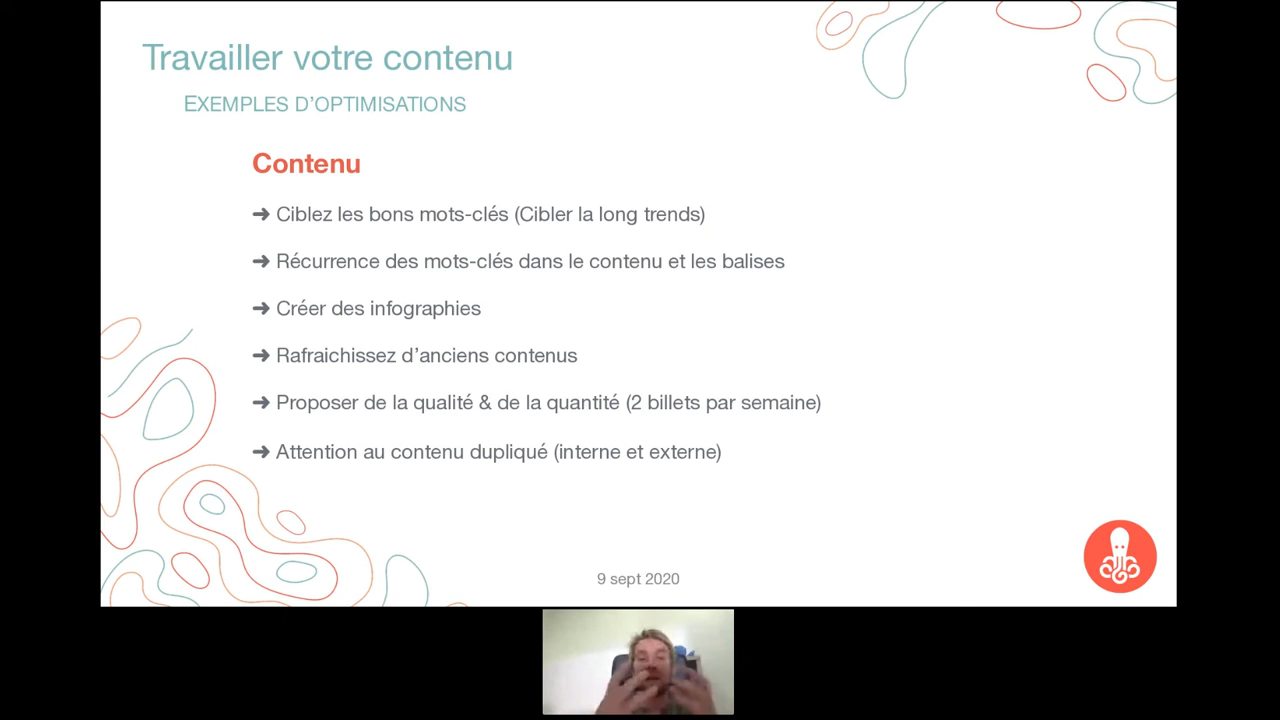 Travailler votre contenu
EXEMPLES D’OPTIMISATIONS
Contenu
➜ Ciblez les bons mots-clés (Cibler la long trends)
➜ Récurrence des mots-clés dans le contenu et les balises
➜ Créer des infographies
➜ Rafraichissez d’anciens contenus
➜ Proposer de la qualité & de la quantité (2 billets par semaine)
➜ Attention au contenu dupliqué (interne et externe)
9 sept 2020